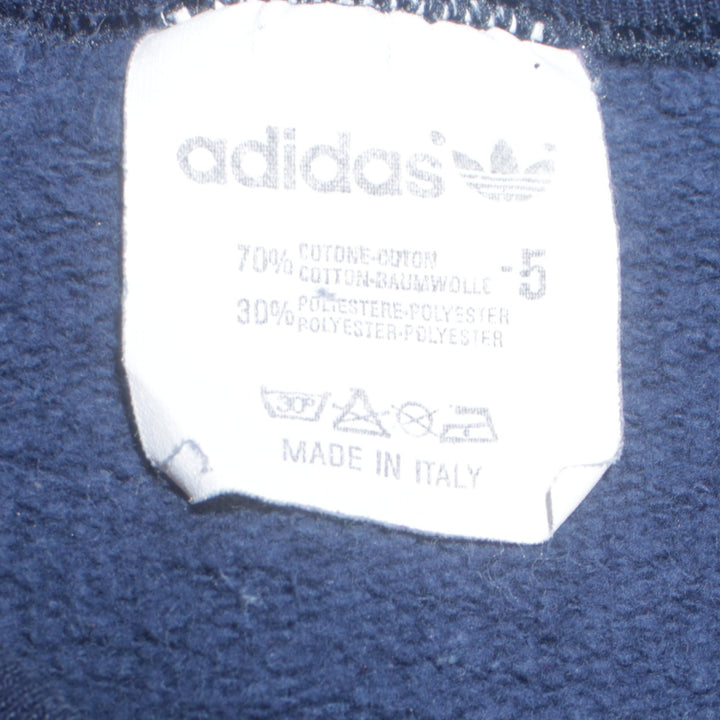 adidas
70% COTONE-COTON
COTTON-BAUMWOLLE
-5
30% POLIESTERE-POLYESTER
POLYESTER-POLYESTER
30°
MADE IN ITALY